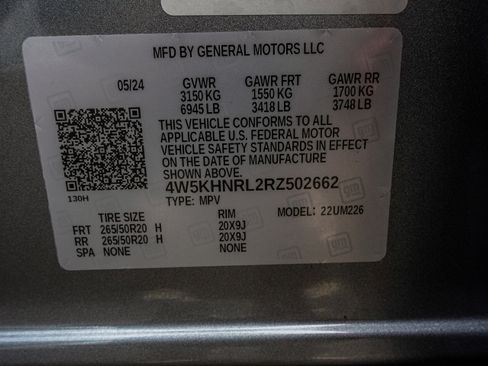 MFD BY GENERAL MOTORS LLC
05/24 GVWR GAWR FRT GAWR RR
3150 KG 1550 KG 1700 KG
6945 LB 3418 LB 3748 LB
THIS VEHICLE CONFORMS TO ALL
APPLICABLE U.S. FEDERAL MOTOR
VEHICLE SAFETY STANDARDS IN EFFECT
ON THE DATE OF MANUFACTURE
SHOWN ABOVE.
4W5KHNRL2RZ502662
130H
TYPE: MPV MODEL: 22UM226
TIRE SIZE RIM
FRT 265/50R20 H 20X9J
RR 265/50R20 H 20X9J
SPA NONE NONE